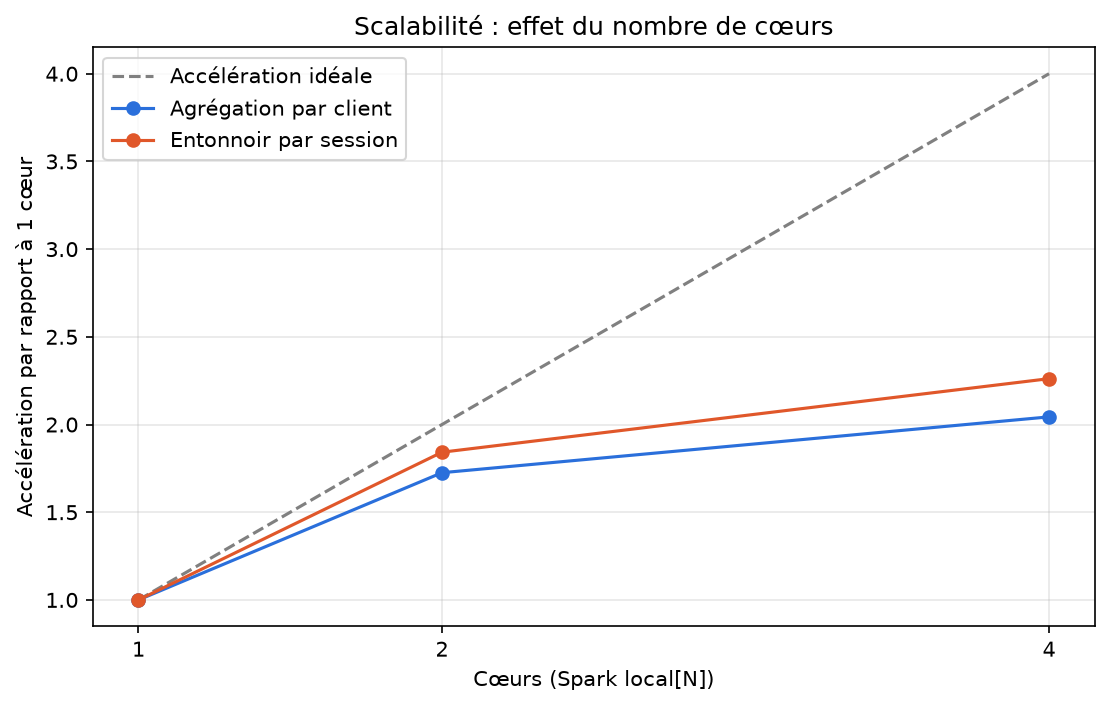 Scalabilité : effet du nombre de cœurs
Accélération idéale
Agrégation par client
Entonnoir par session
Accélération par rapport à 1 cœur
4.0
3.5
3.0
2.5
2.0
1.5
1.0
1
2
4
Cœurs (Spark local[N])